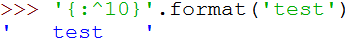 >>> '{:^10}'.format('test')
'   test   '